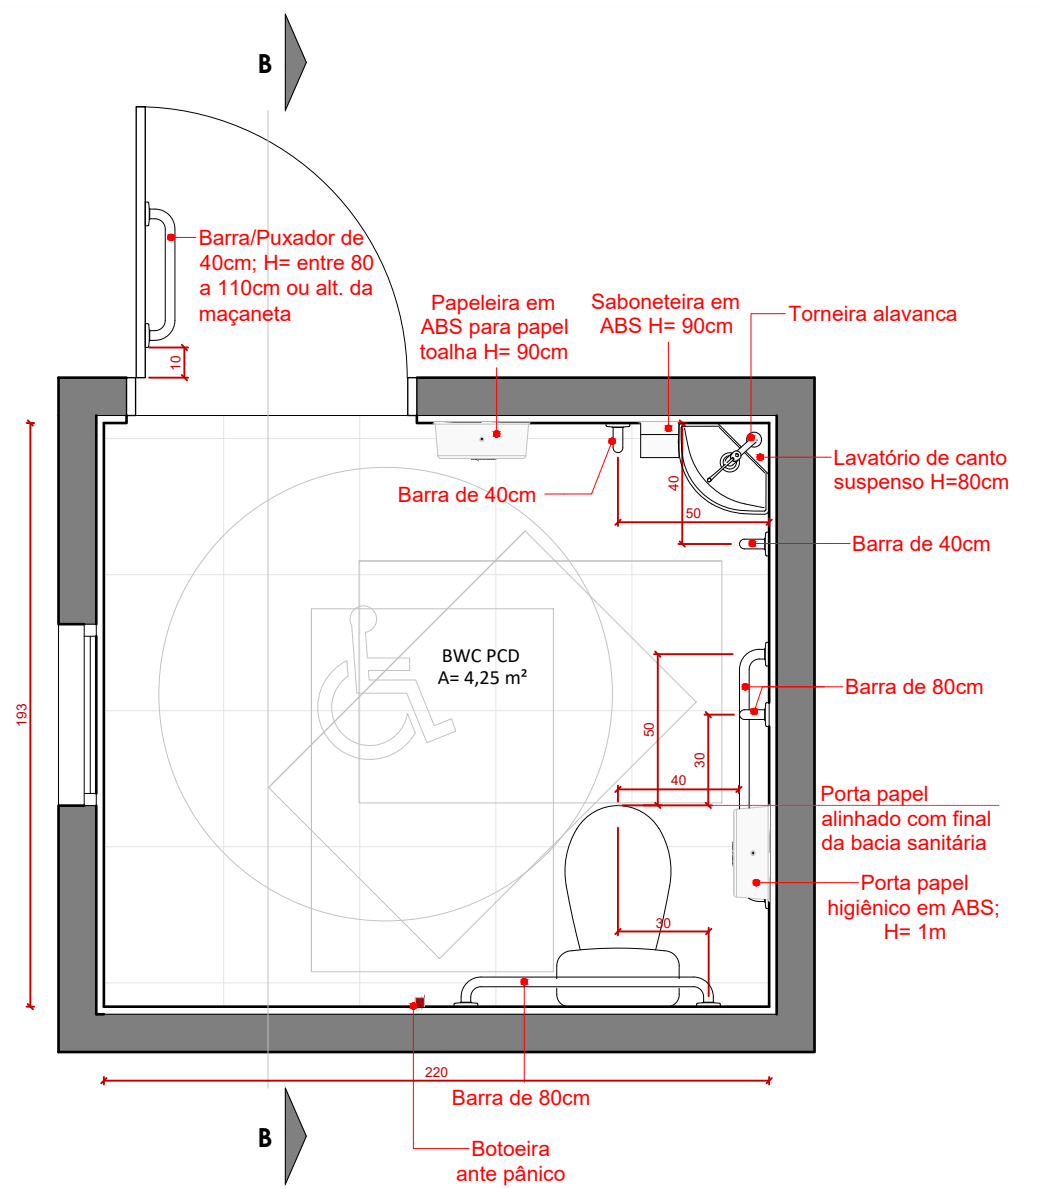 B
Barra/Puxador de
40cm; H= entre 80
a 110cm ou alt. da
maçaneta
10
Papeleira em
ABS para papel
toalha H= 90cm
Saboneteira em
ABS H= 90cm
Torneira alavanca
Lavatório de canto
suspenso H=80cm
Barra de 40cm
40
50
Barra de 40cm
BWC PCD
A= 4,25 m²
Barra de 80cm
193
50
30
40
Porta papel
alinhado com final
da bacia sanitária
Porta papel
higiênico em ABS;
H= 1m
30
220
Barra de 80cm
B
Botoeira
ante pânico